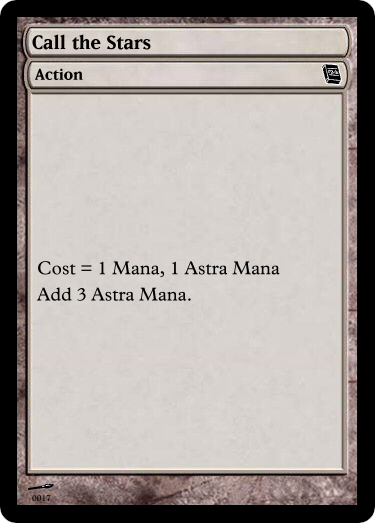 Call the Stars
Action
Cost = 1 Mana, 1 Astra Mana
Add 3 Astra Mana.
0017